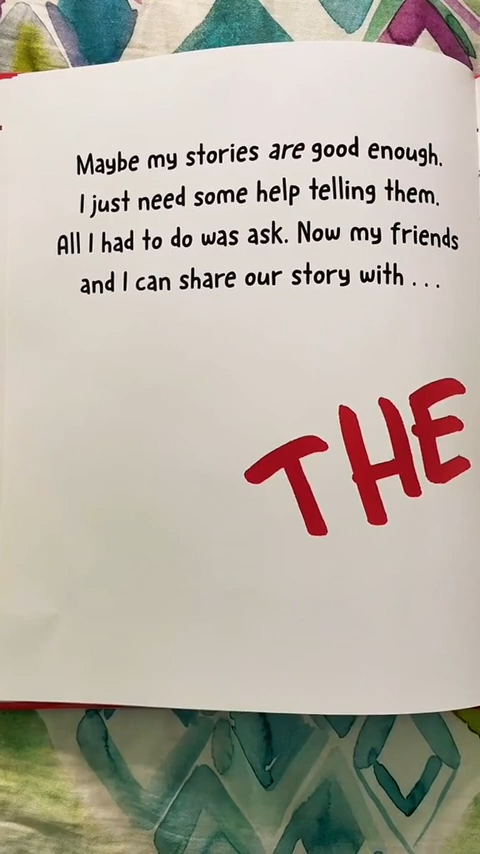 Maybe my stories are good enough.
I just need some help telling them.
All I had to do was ask. Now my friends
and I can share our story with . . .
THE